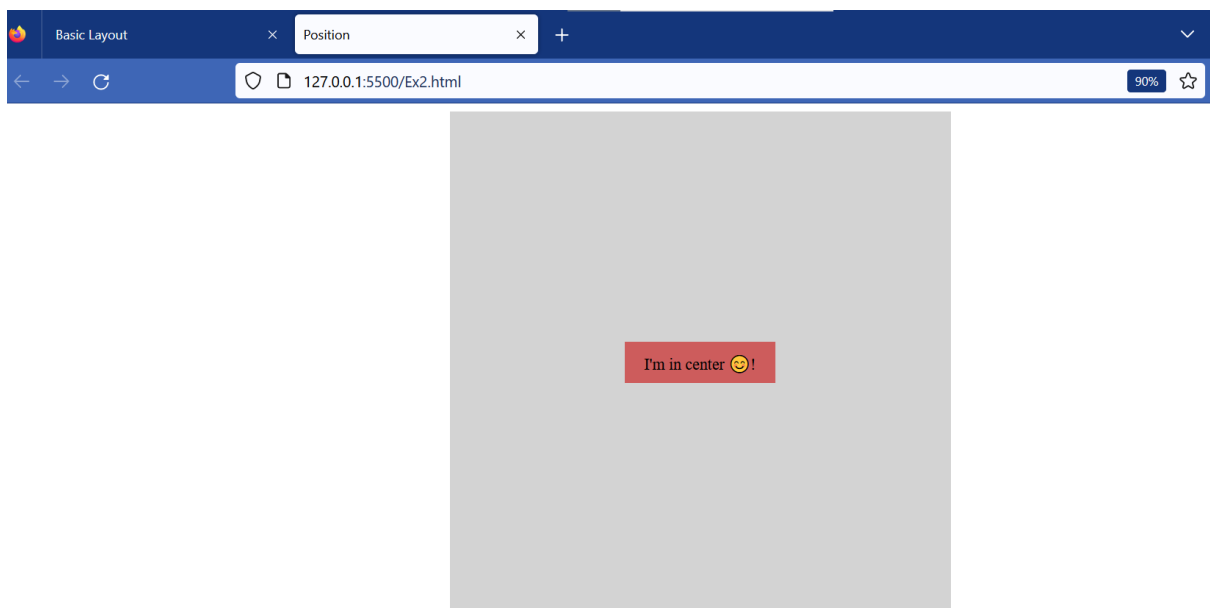 Basic Layout
Position
127.0.0.1:5500/Ex2.html
90%
I'm in center 😊!